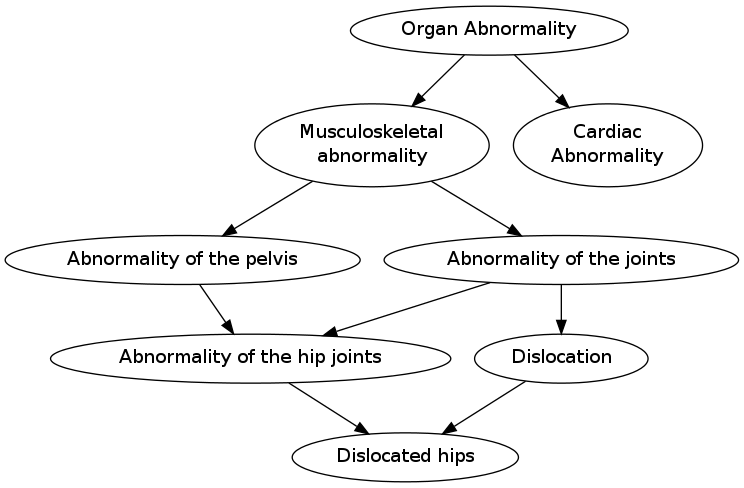 Organ Abnormality
Musculoskeletal
abnormality
Cardiac
Abnormality
Abnormality of the pelvis
Abnormality of the joints
Abnormality of the hip joints
Dislocation
Dislocated hips